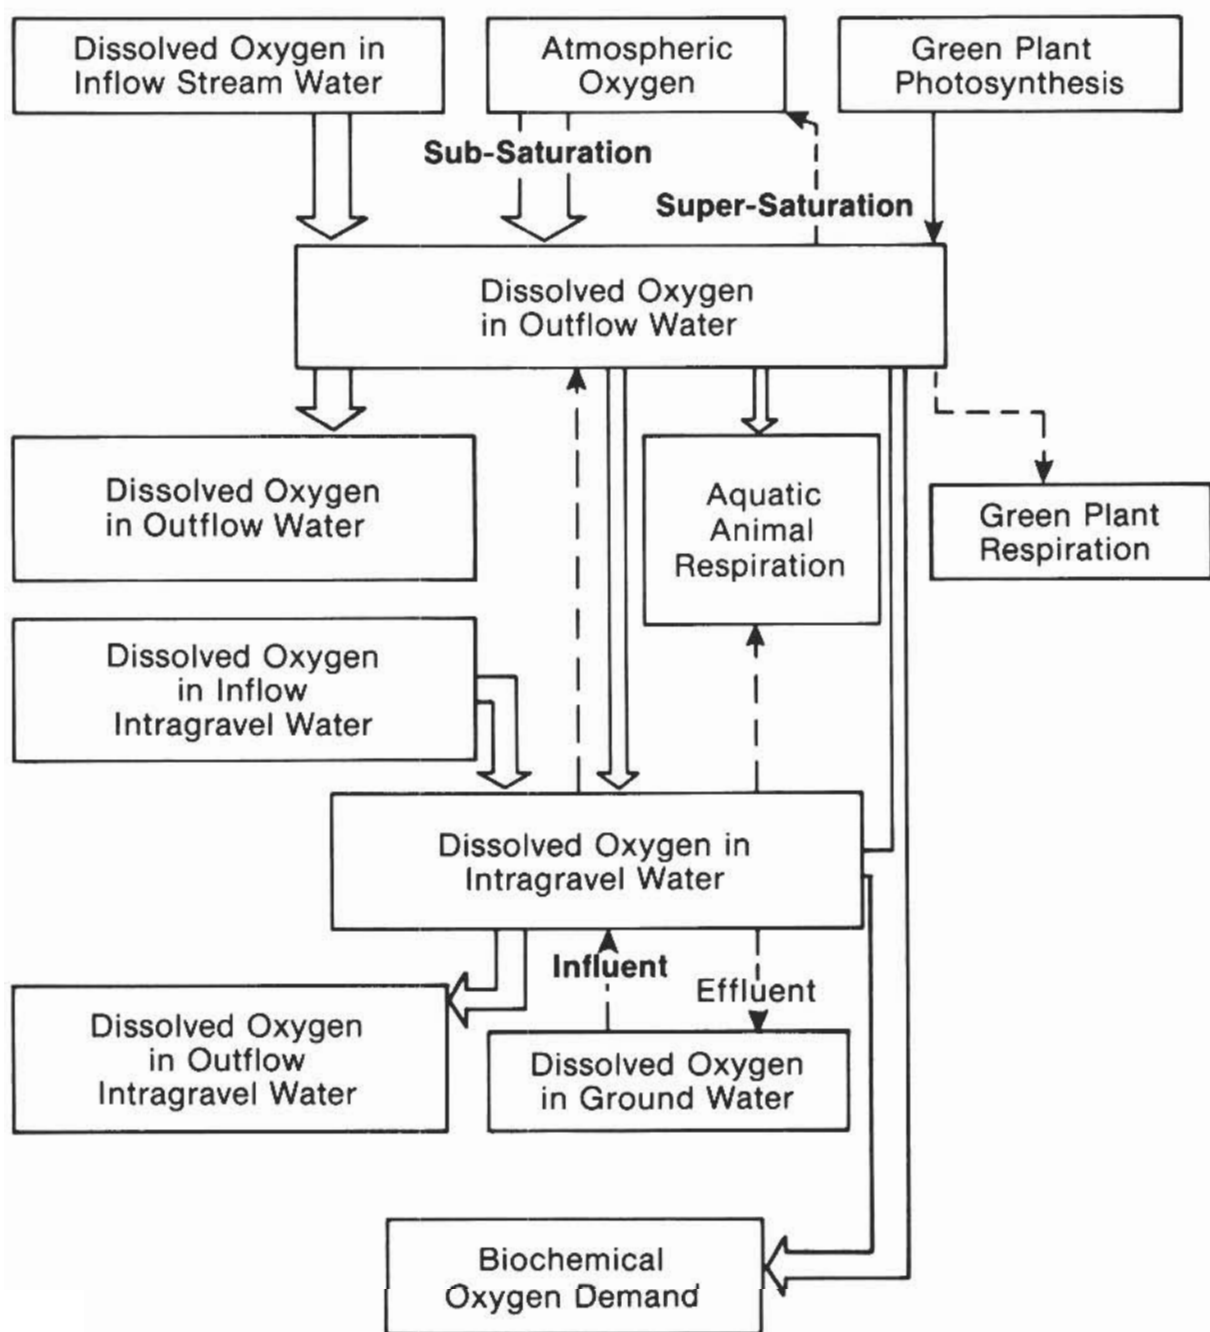 Dissolved Oxygen in
Inflow Stream Water
Atmospheric
Oxygen
Green Plant
Photosynthesis
Sub-Saturation
Super-Saturation
Dissolved Oxygen
in Outflow Water
Dissolved Oxygen
in Outflow Water
Aquatic
Animal
Respiration
Green Plant
Respiration
Dissolved Oxygen
in Inflow
Intragravel Water
Dissolved Oxygen in
Intragravel Water
Influent
Effluent
Dissolved Oxygen
in Outflow
Intragravel Water
Dissolved Oxygen
in Ground Water
Biochemical
Oxygen Demand